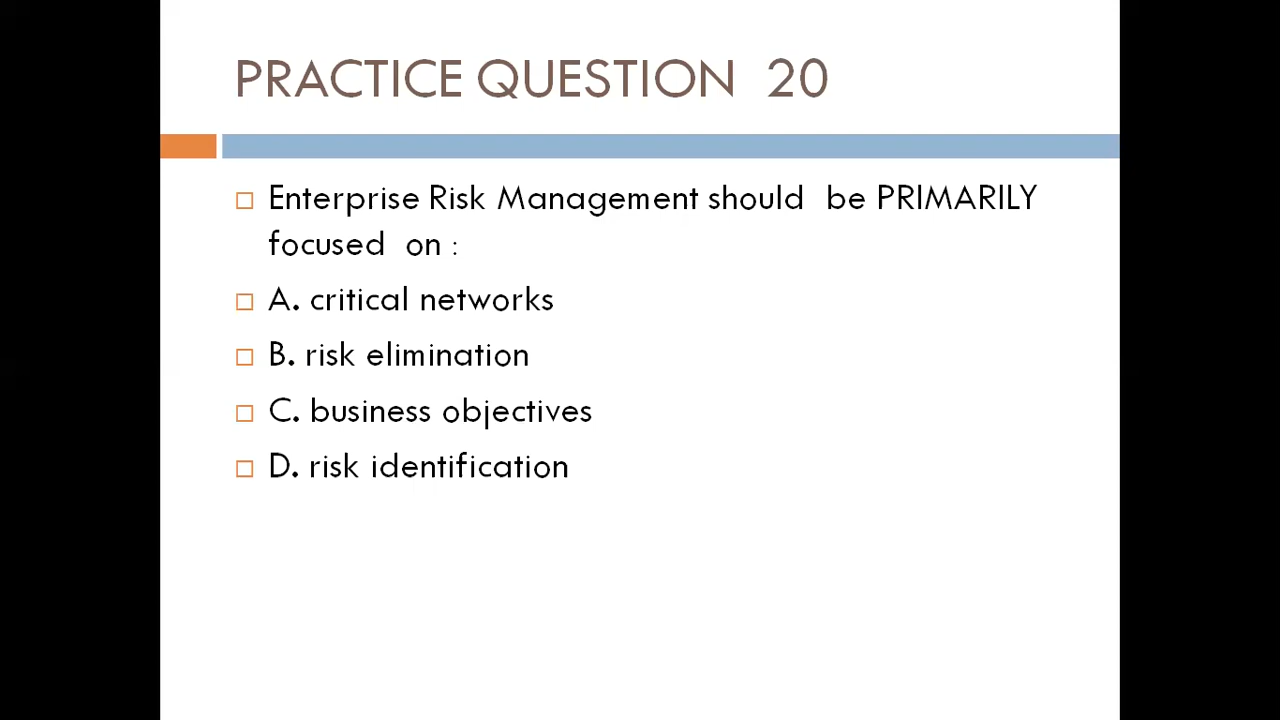 PRACTICE QUESTION 20
Enterprise Risk Management should be PRIMARILY
focused on :
A. critical networks
B. risk elimination
C. business objectives
D. risk identification